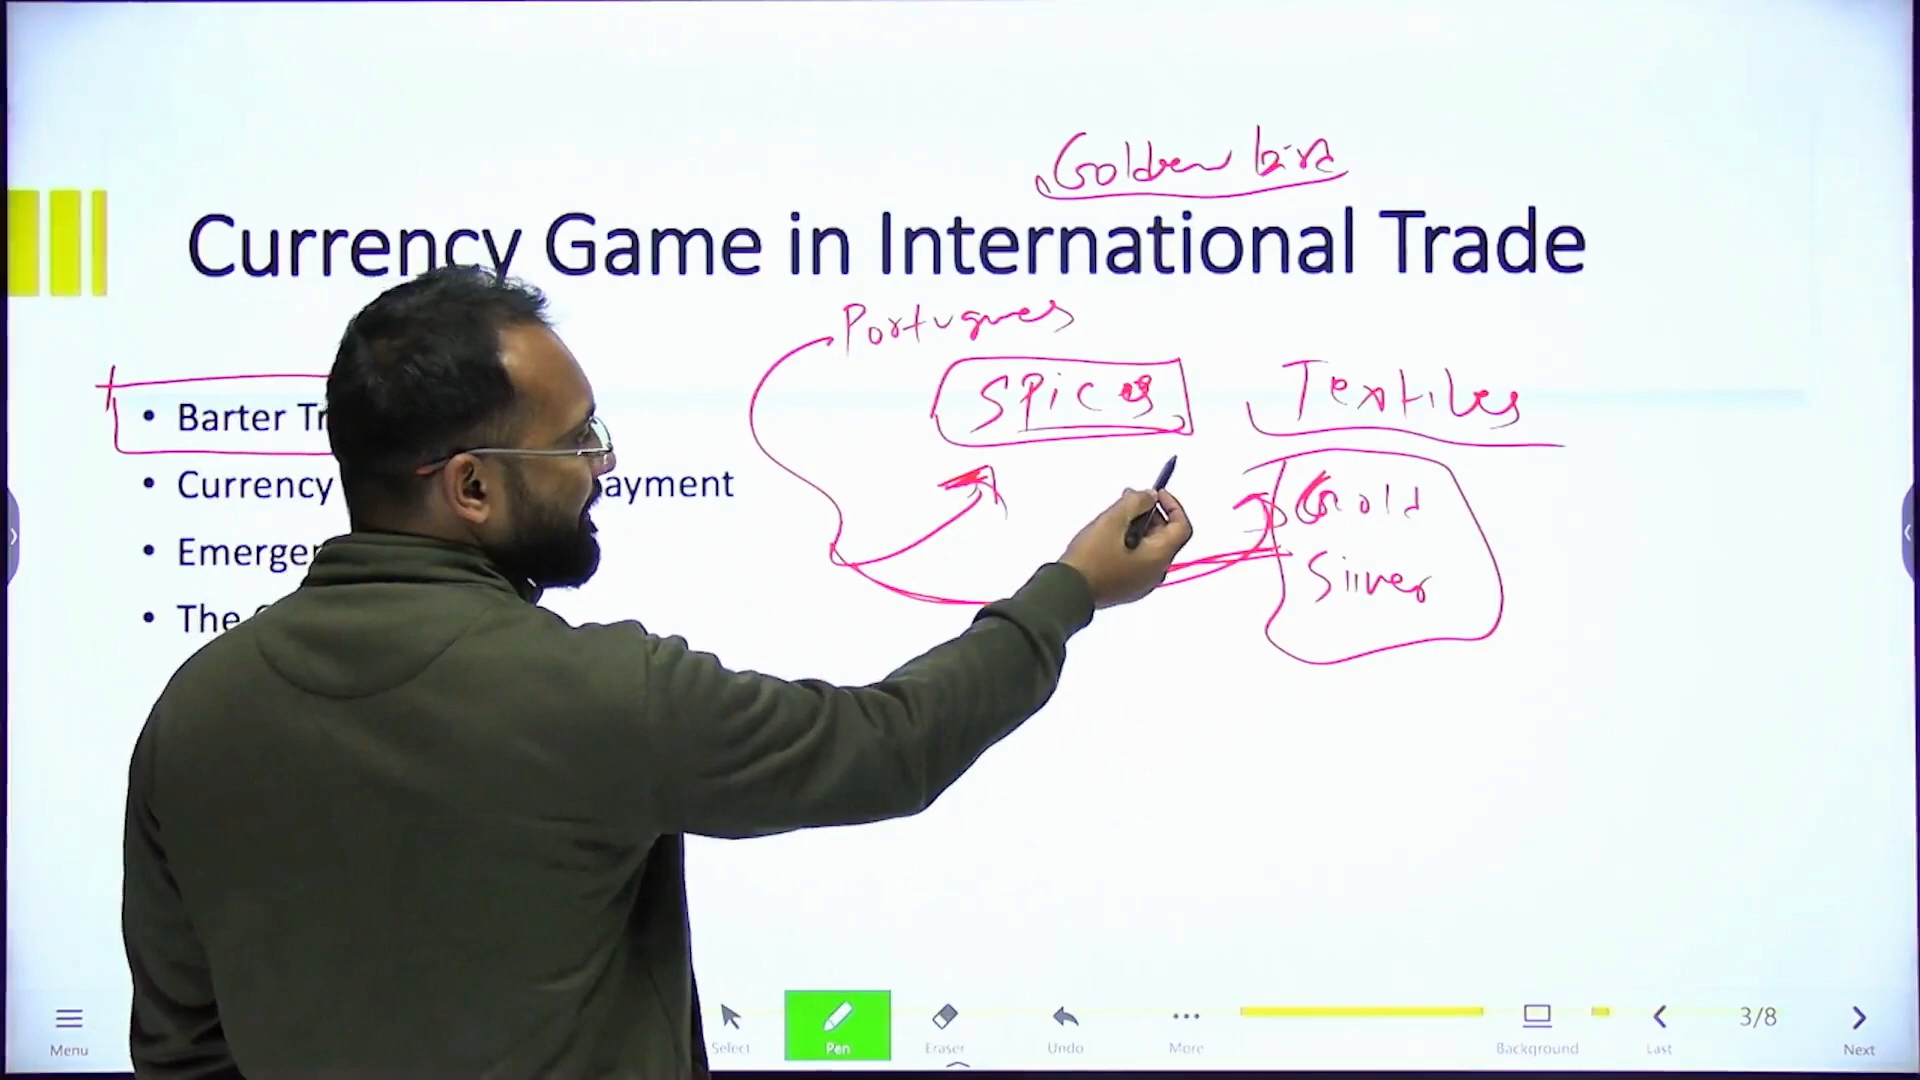 Golden bird
Currency Game in International Trade
Portugues
Spices
Textiles
• Barter Tr
• Currency ayment
Gold
• Emerge
Siiver
• The
Menu
Select
Pen
Eraser
Undo
More
Background
Last
3/8
Next